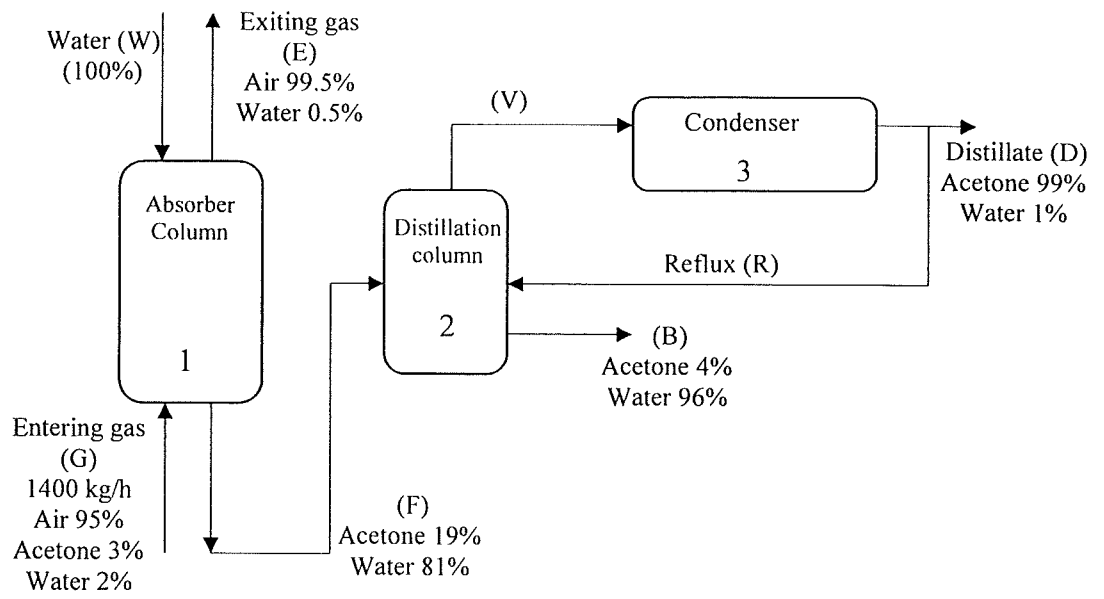 Water (W)
(100%)
Exiting gas
(E)
Air 99.5%
Water 0.5%
Absorber
Column
1
Entering gas
(G)
1400 kg/h
Air 95%
Acetone 3%
Water 2%
(F)
Acetone 19%
Water 81%
Distillation
column
2
(V)
Condenser
3
Distillate (D)
Acetone 99%
Water 1%
Reflux (R)
(B)
Acetone 4%
Water 96%